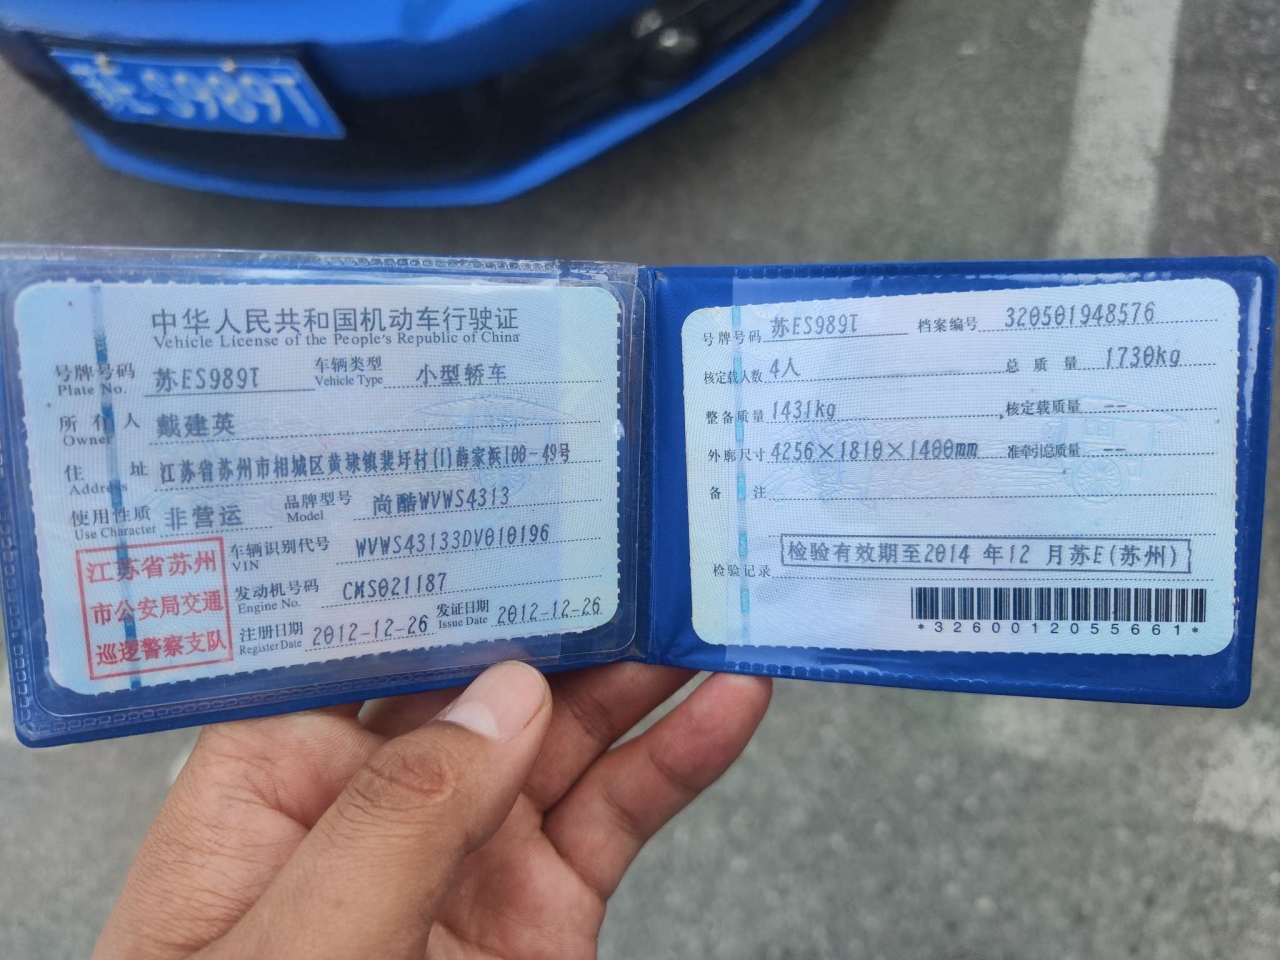 苏E S989T
中华人民共和国机动车行驶证
Vehicle License of the People's Republic of China
号牌号码 Plate No. 苏ES989T 车辆类型 Vehicle Type 小型轿车
所有人 Owner 戴建英
住址 Address 江苏省苏州市相城区黄埭镇裴圩村(1)薛家浜100-49号
使用性质 Use Character 非营运 品牌型号 Model 尚酷WVWS4313
车辆识别代号 VIN WVWS43133DV010196
发动机号码 Engine No. CMS021187
注册日期 Register Date 2012-12-26 发证日期 Issue Date 2012-12-26
江苏省苏州
市公安局交通
巡逻警察支队
号牌号码 苏ES989T 档案编号 320501948576
核定载人数 4人 总质量 1730kg
整备质量 1431kg 核定载质量 --
外廓尺寸 4256×1810×1400mm 准牵引总质量 --
备注
检验记录 检验有效期至2014 年12 月苏E(苏州)
*3260012055661*